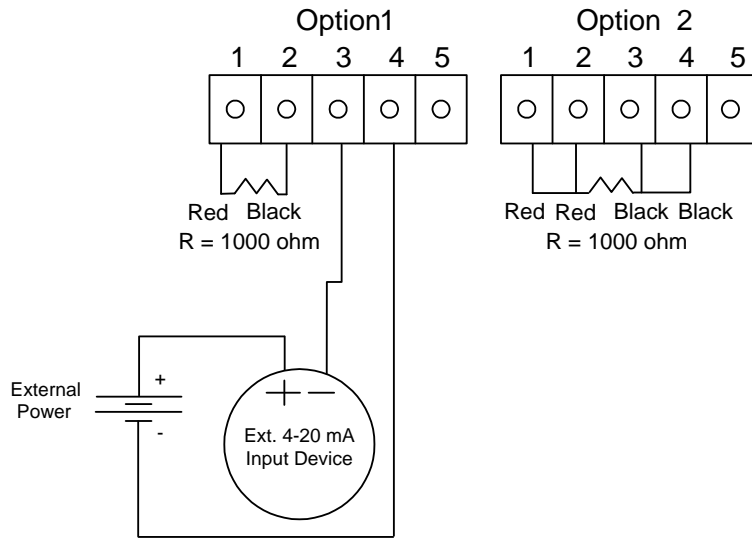 Option1
1 2 3 4 5
Red Black
R = 1000 ohm
Option 2
1 2 3 4 5
Red Red Black Black
R = 1000 ohm
External
Power
+
-
+ −
Ext. 4-20 mA
Input Device